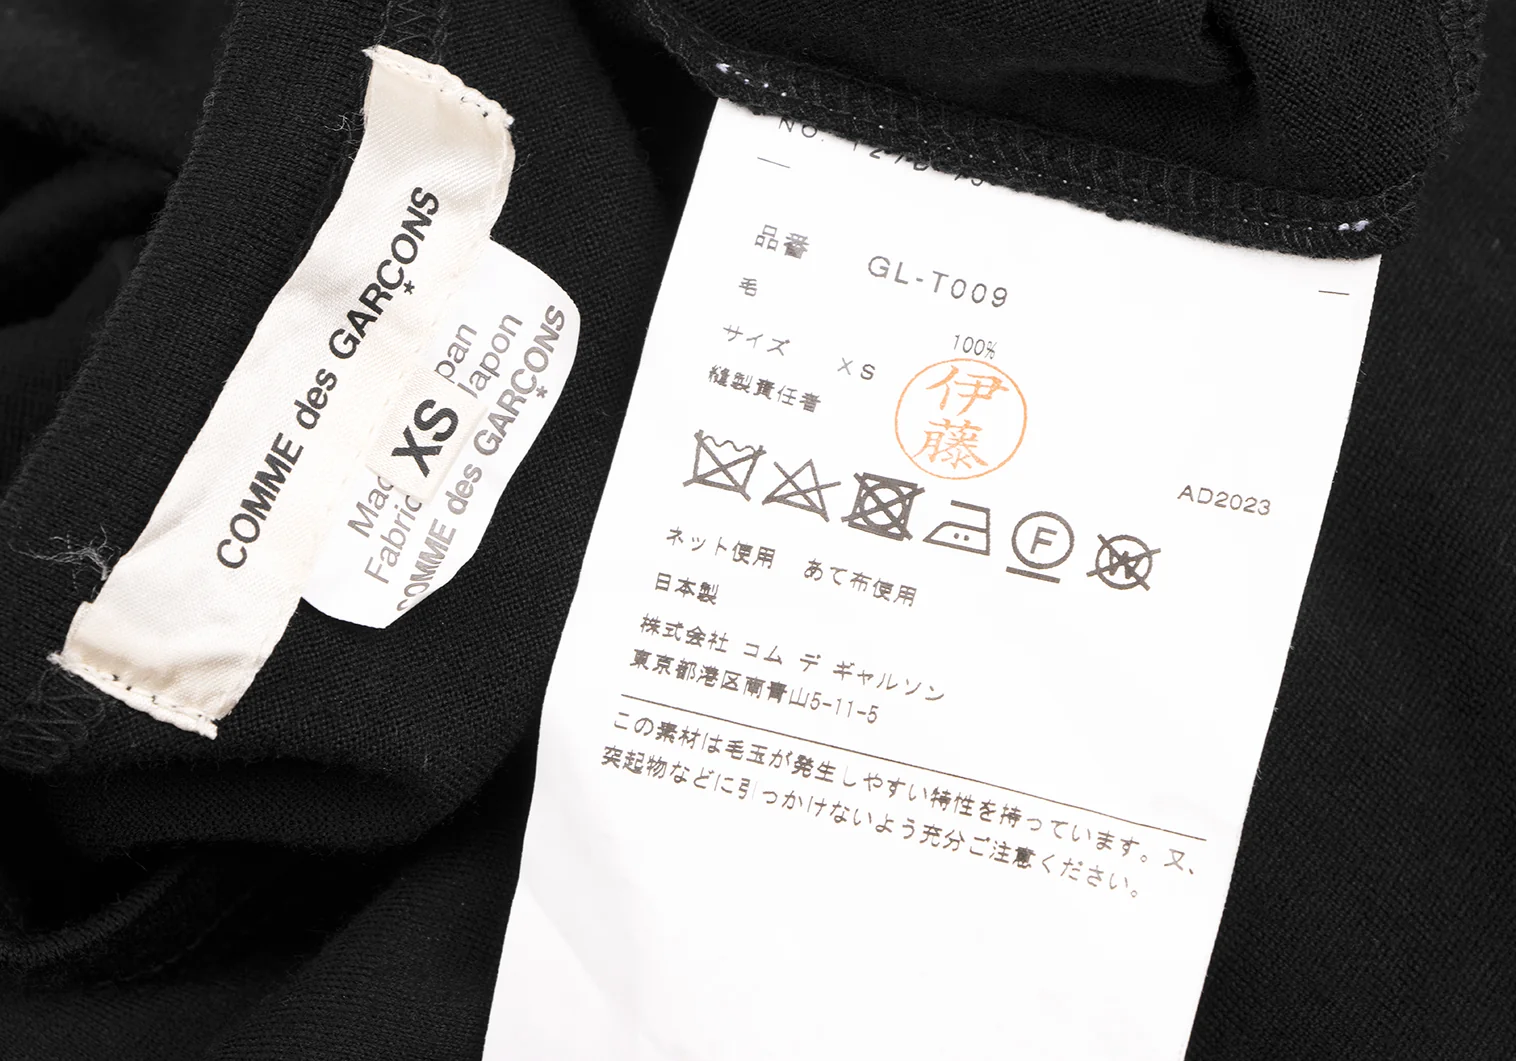 COMME des GARÇONS
XS
pan
Japon
COMME des GARÇONS
NO.
品番 GL-T009
毛 100%
サイズ XS
縫製責任者 伊藤
AD2023
F
W
ネット使用 あて布使用
日本製
株式会社 コム デ ギャルソン
東京都港区南青山5-11-5
この素材は毛玉が発生しやすい特性を持っています。又、
突起物などに引っかけないよう充分ご注意ください。